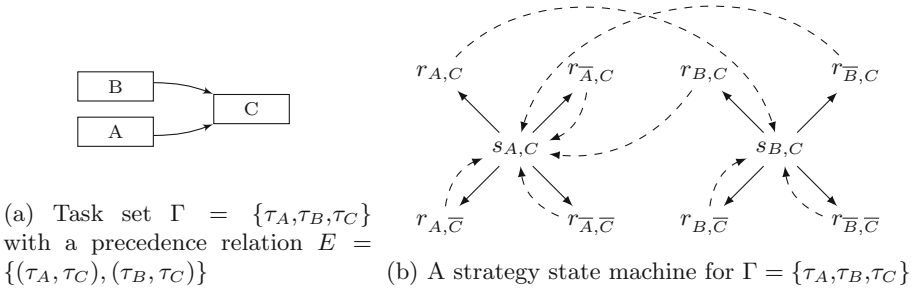 B
A
C
(a) Task set Γ = {τ_A,τ_B,τ_C}
with a precedence relation E =
{(τ_A, τ_C), (τ_B, τ_C)}
r_{A,C} r_{\overline{A},C} r_{B,C} r_{\overline{B},C}
s_{A,C} s_{B,C}
r_{A,\overline{C}} r_{\overline{A},\overline{C}} r_{B,\overline{C}} r_{\overline{B},\overline{C}}
(b) A strategy state machine for Γ = {τ_A,τ_B,τ_C}